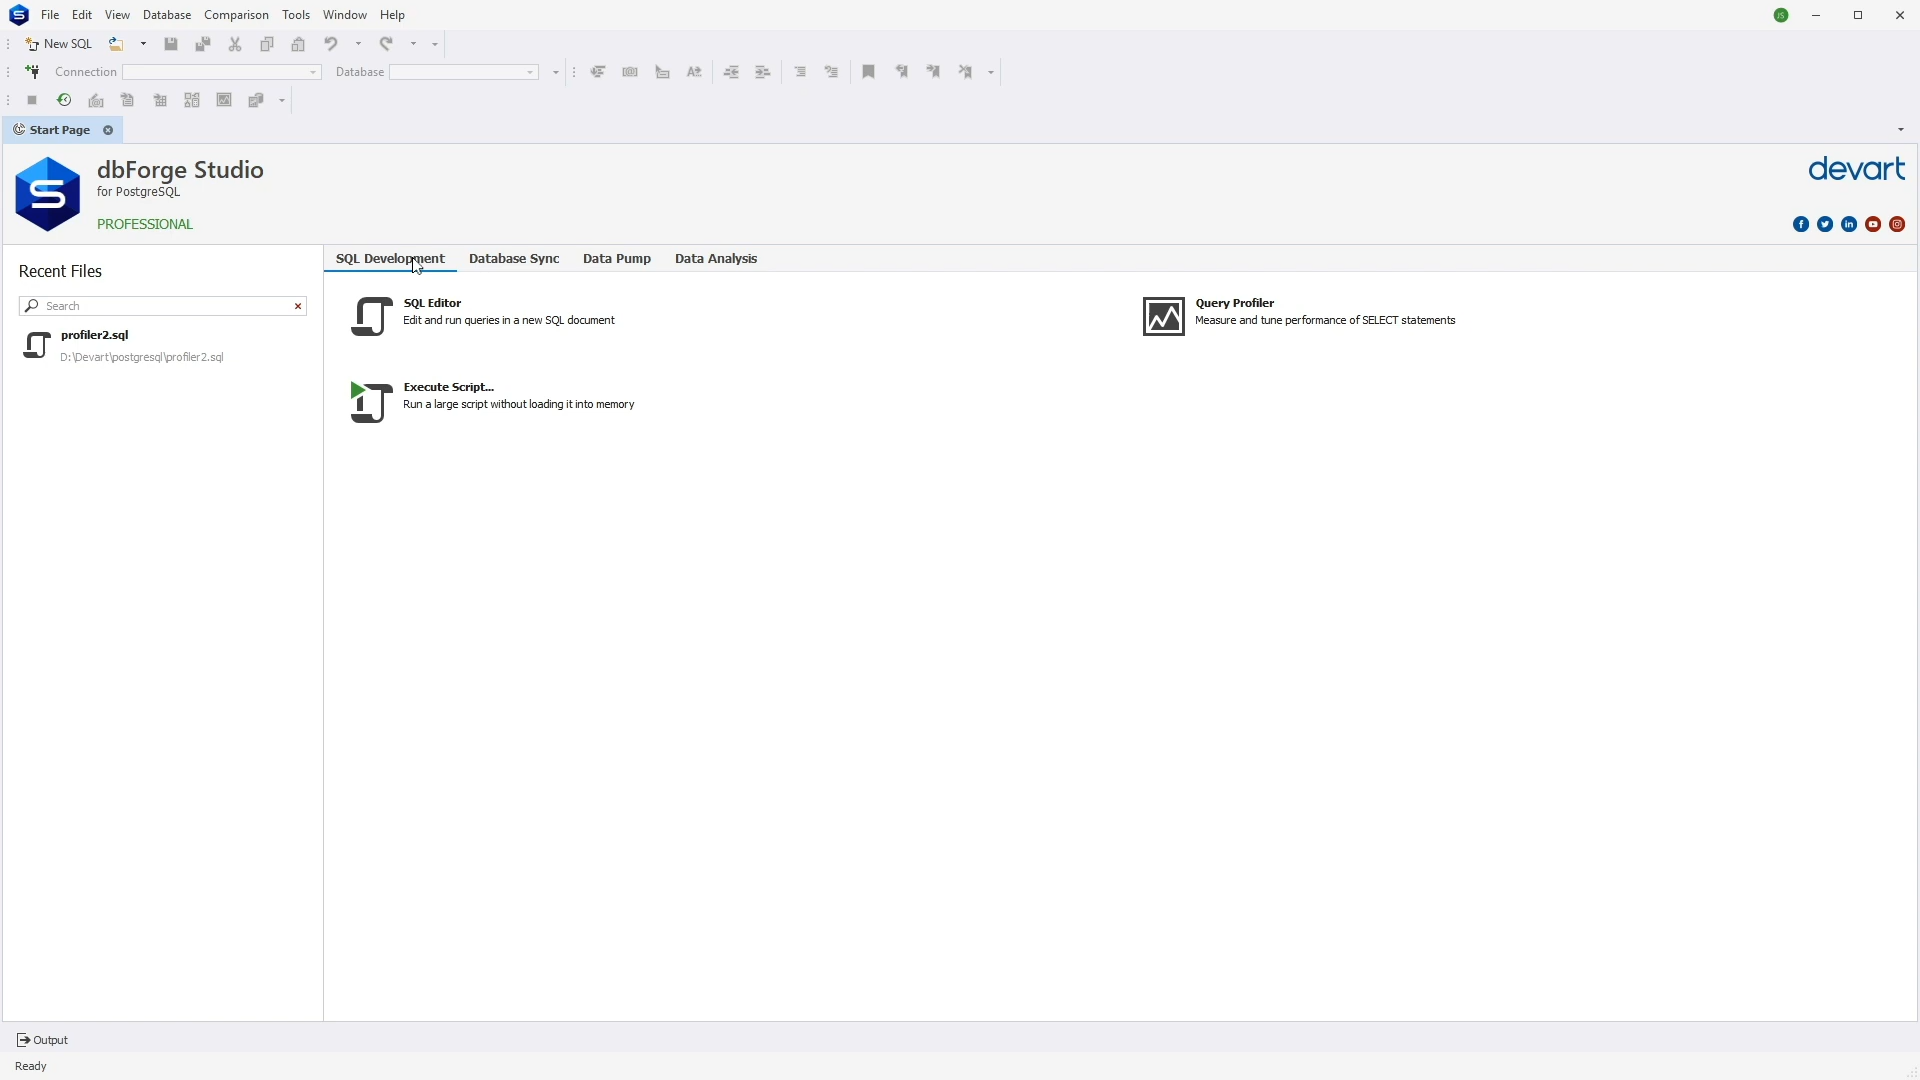 File Edit View Database Comparison Tools Window Help
JS
New SQL
Connection Database
Start Page
dbForge Studio
for PostgreSQL
PROFESSIONAL
devart
Recent Files
Search
profiler2.sql
D:\Devart\postgresql\profiler2.sql
SQL Development Database Sync Data Pump Data Analysis
SQL Editor
Edit and run queries in a new SQL document
Query Profiler
Measure and tune performance of SELECT statements
Execute Script...
Run a large script without loading it into memory
Output
Ready